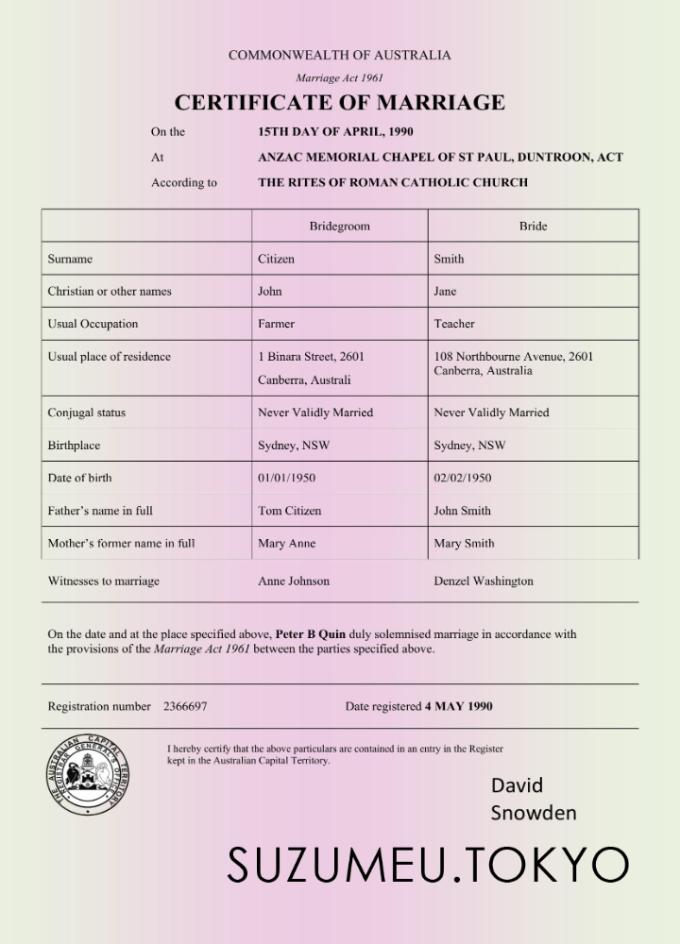 COMMONWEALTH OF AUSTRALIA
Marriage Act 1961
CERTIFICATE OF MARRIAGE
On the 15TH DAY OF APRIL, 1990
At ANZAC MEMORIAL CHAPEL OF ST PAUL, DUNTROON, ACT
According to THE RITES OF ROMAN CATHOLIC CHURCH
Bridegroom Bride
Surname Citizen Smith
Christian or other names John Jane
Usual Occupation Farmer Teacher
Usual place of residence 1 Binara Street, 2601 108 Northbourne Avenue, 2601
Canberra, Australi Canberra, Australia
Conjugal status Never Validly Married Never Validly Married
Birthplace Sydney, NSW Sydney, NSW
Date of birth 01/01/1950 02/02/1950
Father's name in full Tom Citizen John Smith
Mother's former name in full Mary Anne Mary Smith
Witnesses to marriage Anne Johnson Denzel Washington
On the date and at the place specified above, Peter B Quin duly solemnised marriage in accordance with
the provisions of the Marriage Act 1961 between the parties specified above.
Registration number 2366697 Date registered 4 MAY 1990
THE AUSTRALIAN CAPITAL TERRITORY
REGISTRAR GENERAL'S OFFICE
I hereby certify that the above particulars are contained in an entry in the Register
kept in the Australian Capital Territory.
David
Snowden
SUZUMEU.TOKYO